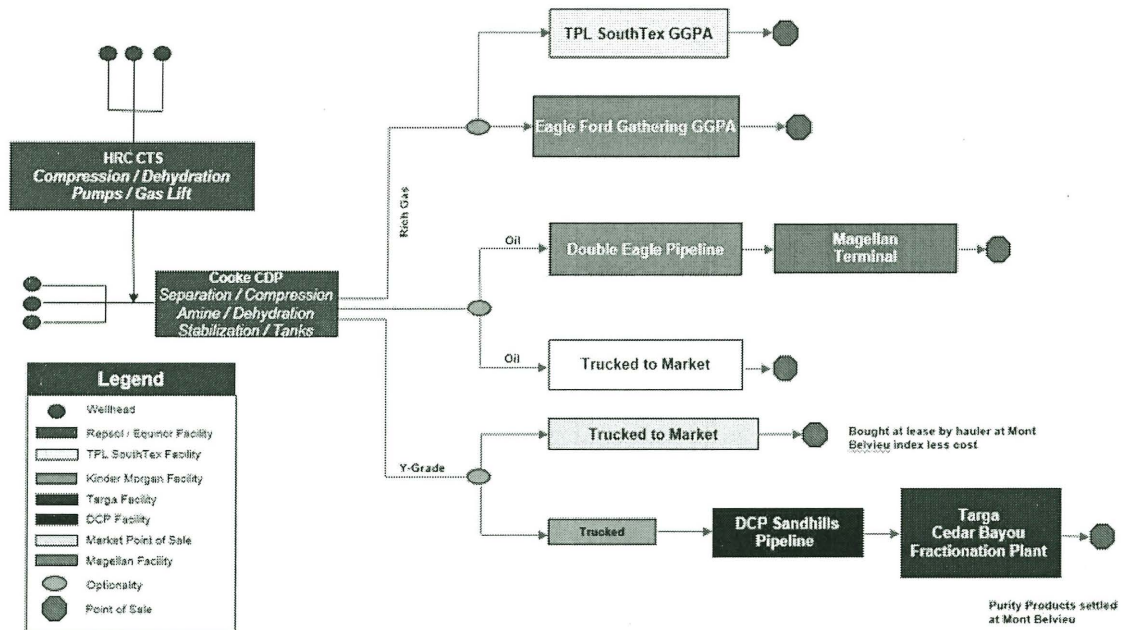 TPL SouthTex GGPA
Eagle Ford Gathering GGPA
HRC CTS
Compression / Dehydration
Pumps / Gas Lift
Rich Gas
Oil
Double Eagle Pipeline
Magellan
Terminal
Cooke CDP
Separation / Compression
Amine / Dehydration
Stabilization / Tanks
Oil
Trucked to Market
Trucked to Market
Bought at lease by hauler at Mont
Belvieu index less cost
Y-Grade
Trucked
DCP Sandhills
Pipeline
Targa
Cedar Bayou
Fractionation Plant
Purity Products settled
at Mont Belvieu
Legend
Wellhead
Repsol / Equinor Facility
TPL SouthTex Facility
Kinder Morgan Facility
Targa Facility
DCP Facility
Market Point of Sale
Magellan Facility
Optionality
Point of Sale